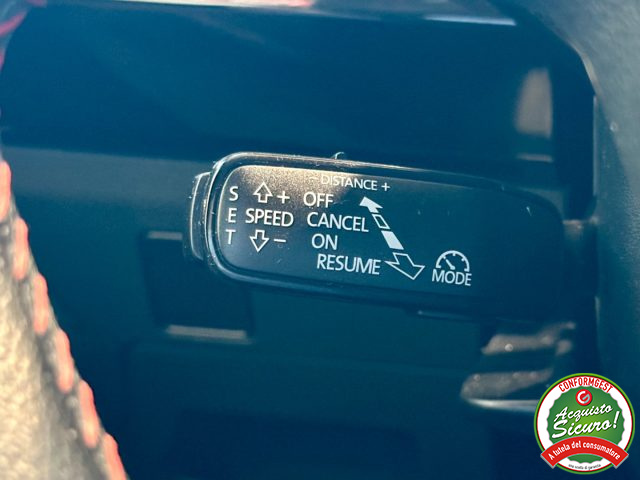 - DISTANCE +
S + OFF
E SPEED CANCEL
T - ON
RESUME
MODE
CONFORMGEST
Acquisto
Sicuro!
A tutela del consumatore